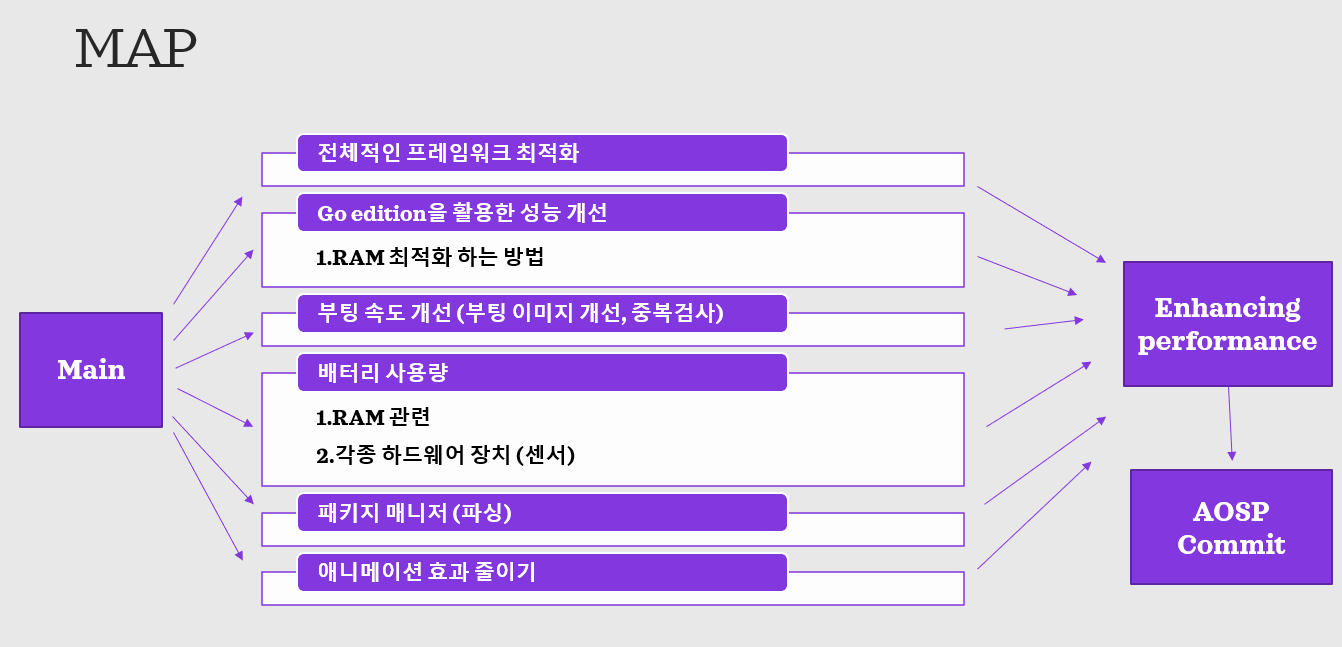 MAP
전체적인 프레임워크 최적화
Go edition을 활용한 성능 개선
1.RAM 최적화 하는 방법
부팅 속도 개선 (부팅 이미지 개선, 중복검사)
배터리 사용량
1.RAM 관련
2.각종 하드웨어 장치 (센서)
패키지 매니저 (파싱)
애니메이션 효과 줄이기
Main
Enhancing
performance
AOSP
Commit